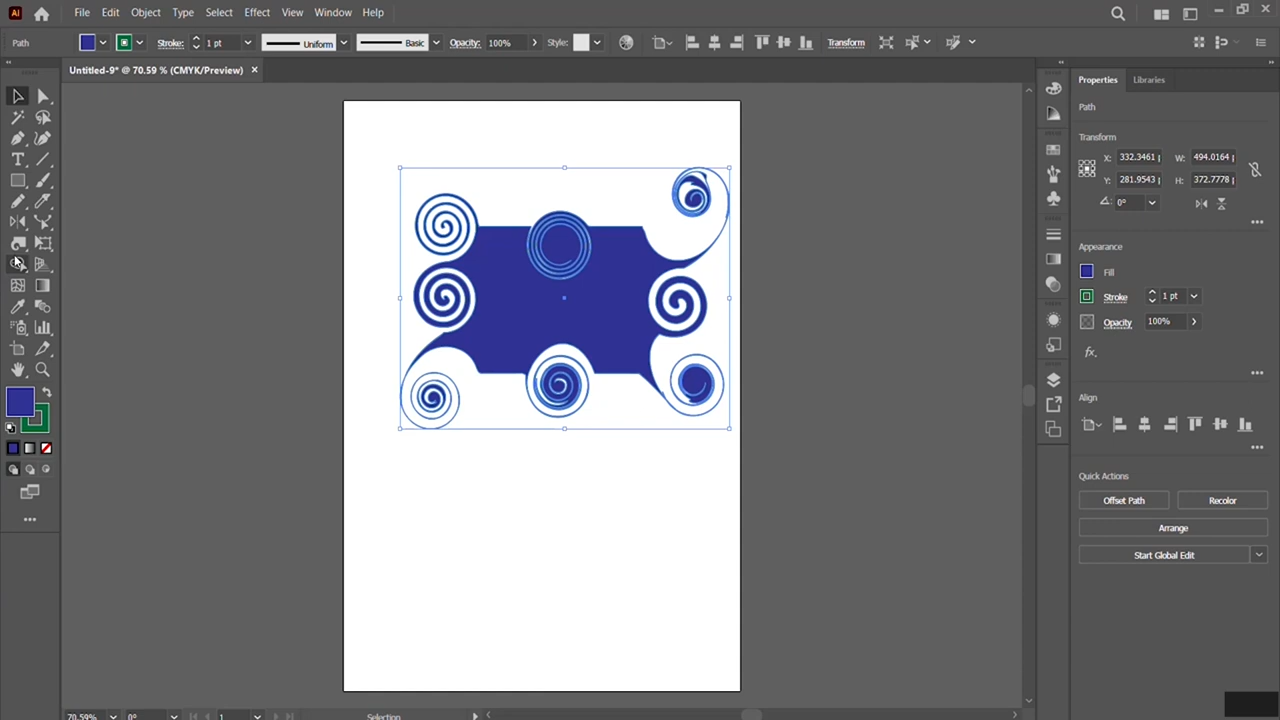 Ai
File Edit Object Type Select Effect View Window Help
Path Stroke: 1 pt Uniform Basic Opacity: 100% Style: Transform
Untitled-9* @ 70.59 % (CMYK/Preview) ×
Properties Libraries
Path
Transform
X: 332.3461 W: 494.0164
Y: 281.9543 H: 372.7778
0°
Appearance
Fill
Stroke 1 pt
Opacity 100%
fx.
Align
Quick Actions
Offset Path Recolor
Arrange
Start Global Edit
70.59% 0° 1 Selection